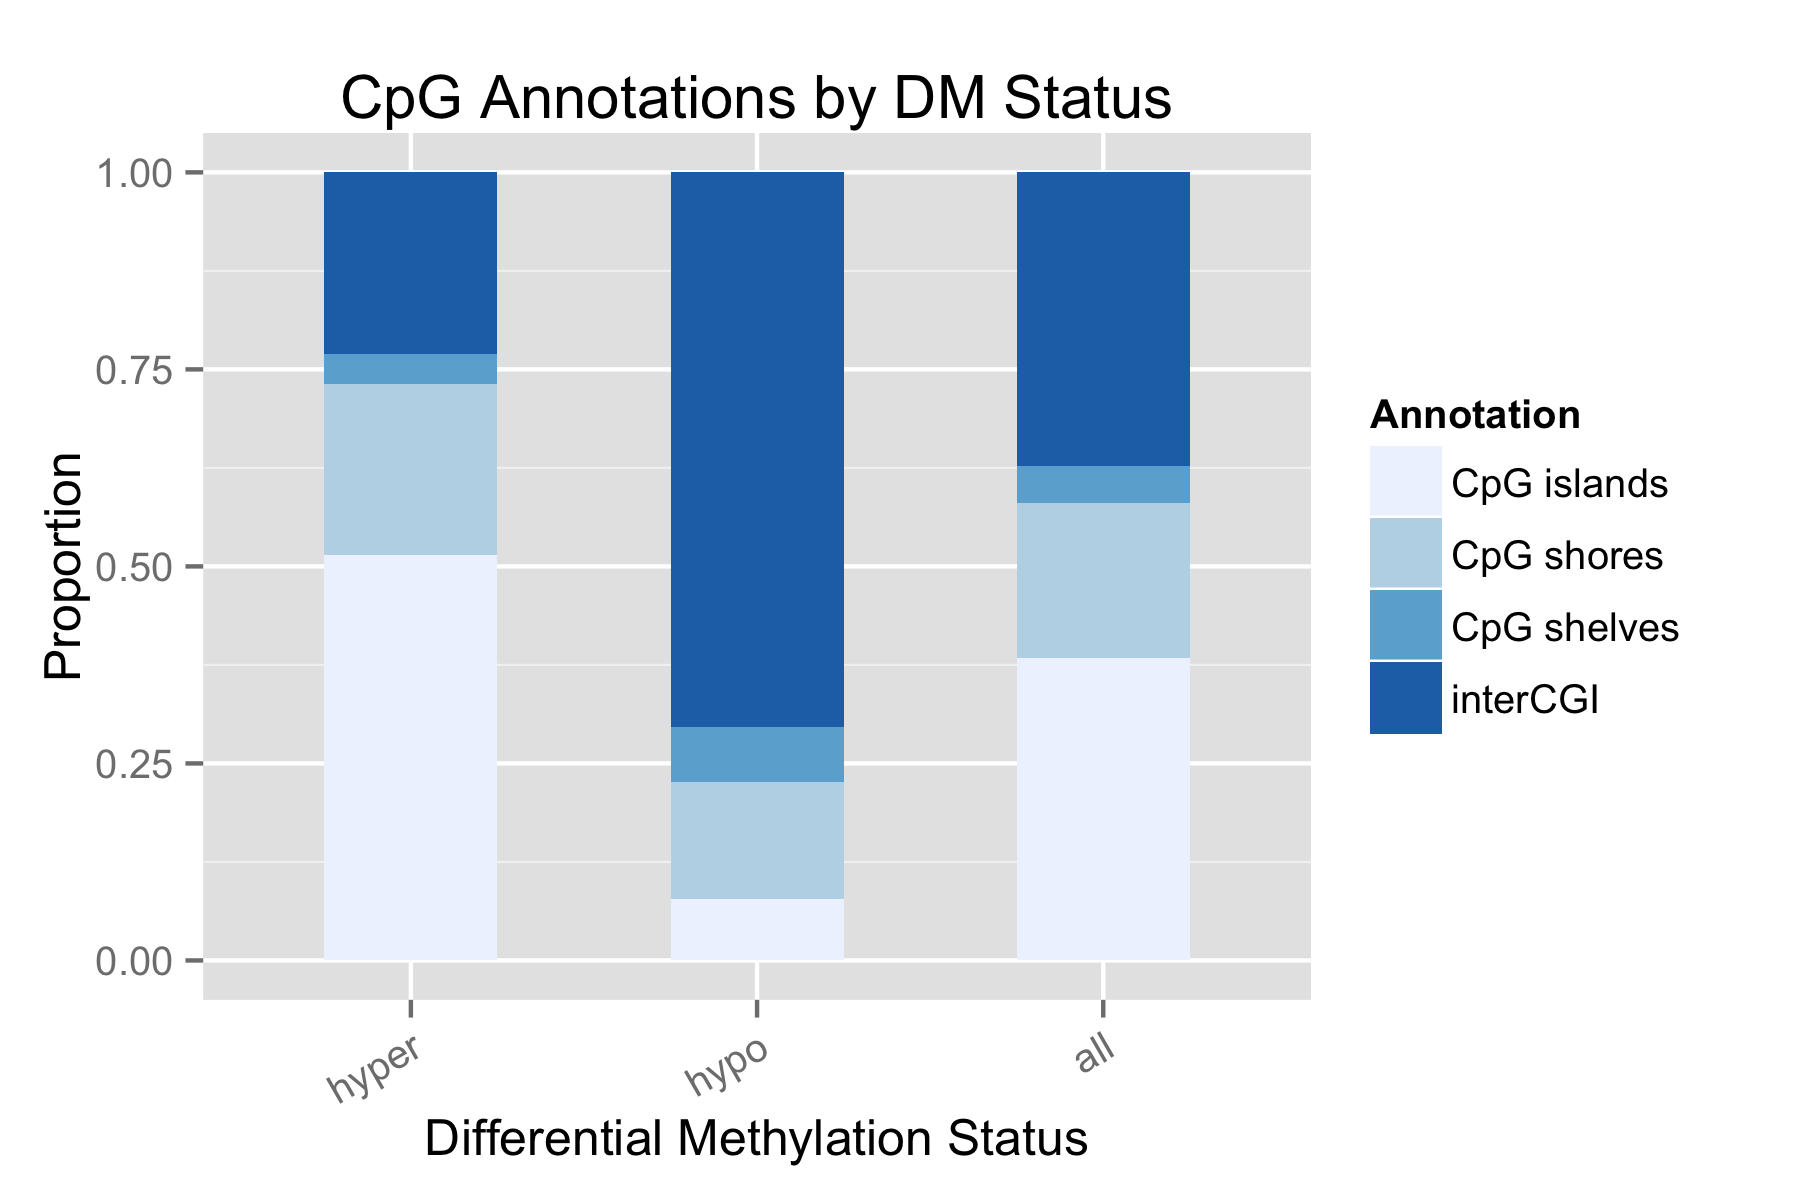 CpG Annotations by DM Status
1.00
0.75
0.50
0.25
0.00
Proportion
hyper
hypo
all
Differential Methylation Status
Annotation
CpG islands
CpG shores
CpG shelves
interCGI